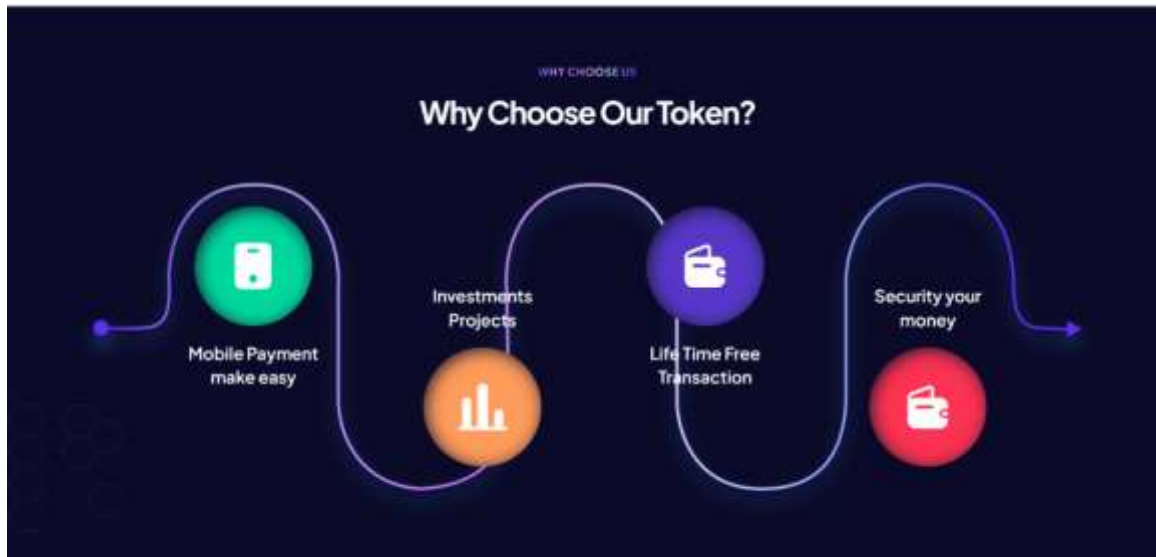 WHY CHOOSE US
Why Choose Our Token?
Mobile Payment
make easy
Investments
Projects
Life Time Free
Transaction
Security your
money